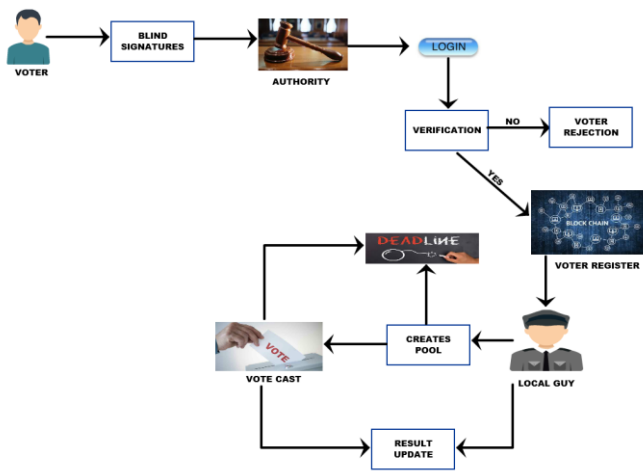 BLIND
SIGNATURES
VOTER
AUTHORITY
LOGIN
VERIFICATION
NO
VOTER
REJECTION
YES
BLOCK CHAIN
VOTER REGISTER
DEADLINE
VOTE
VOTE CAST
CREATES
POOL
LOCAL GUY
RESULT
UPDATE